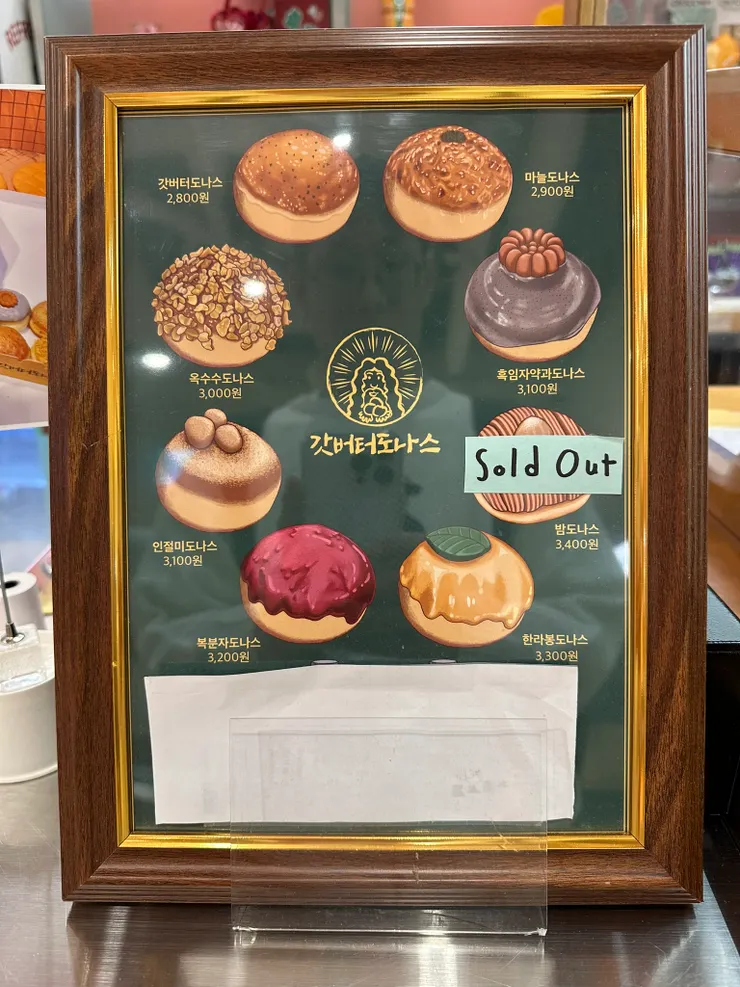 갓버터도나스
2,800원
마늘도나스
2,900원
옥수수도나스
3,000원
흑임자약과도나스
3,100원
갓버터도나스
Sold Out
인절미도나스
3,100원
밤도나스
3,400원
복분자도나스
3,200원
한라봉도나스
3,300원